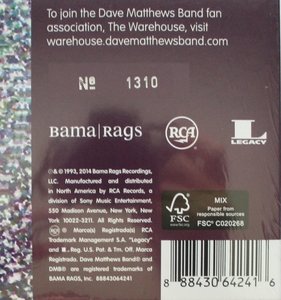 To join the Dave Matthews Band fan
association, The Warehouse, visit
warehouse.davematthewsband.com.
№ 1310
BAMA|RAGS
RCA
L
LEGACY
℗&© 1993, 2014 Bama Rags Recordings,
LLC. Manufactured and distributed
in North America by RCA Records, a
division of Sony Music Entertainment,
550 Madison Avenue, New York, New
York 10022-3211. All Rights Reserved.
® Marca(s) Registrada(s) RCA
Trademark Management S.A. "Legacy"
and L Reg. U.S. Pat. & Tm. Off. Marca
Registrada. Dave Matthews Band® and
DMB® are registered trademarks of
BAMA RAGS, Inc. 88843064241
FSC
www.fsc.org
MIX
Paper from
responsible sources
FSC® C020268
8 88430 64241 6